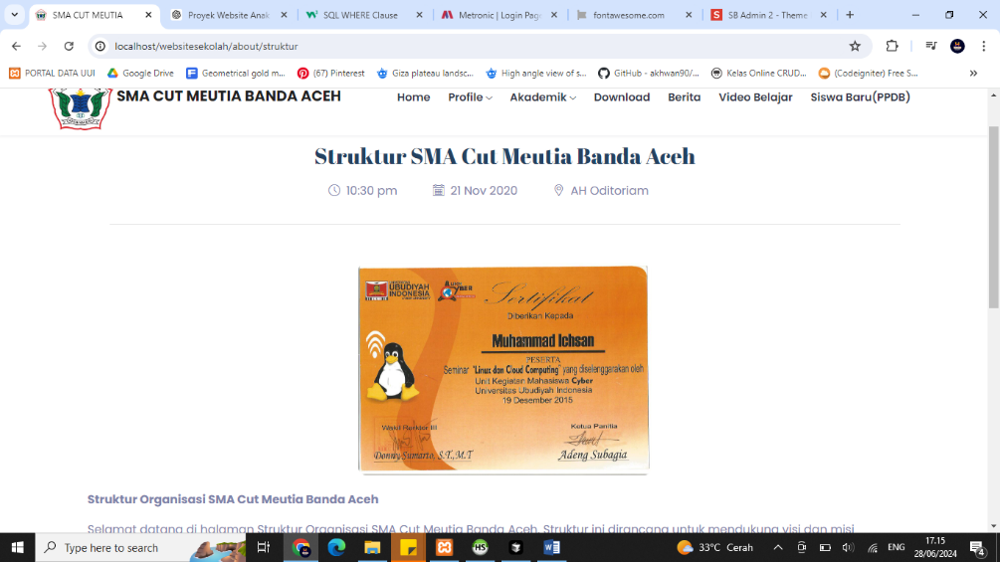 SMA CUT MEUTIA
Proyek Website Anak
SQL WHERE Clause
Metronic | Login Page
fontawesome.com
SB Admin 2 - Theme
localhost/websitesekolah/about/struktur
PORTAL DATA UUI
Google Drive
Geometrical gold m...
(67) Pinterest
Giza plateau landsc...
High angle view of s...
GitHub - akhwan90/...
Kelas Online CRUD...
(Codeigniter) Free S...
SMA CUT MEUTIA BANDA ACEH
Home Profile Akademik Download Berita Video Belajar Siswa Baru(PPDB)
Struktur SMA Cut Meutia Banda Aceh
10:30 pm 21 Nov 2020 AH Oditoriam
UBUDIYAH
INDONESIA
Sertifikat
Diberikan Kepada
Muhammad Ichsan
PESERTA
Seminar "Linux dan Cloud Computing" yang diselenggarakan oleh
Unit Kegiatan Mahasiswa Cyber
Universitas Ubudiyah Indonesia
19 Desember 2015
Wakil Rektor III
Ketua Panitia
Donny Sumarto, S.T., M.T
Adeng Subagia
Struktur Organisasi SMA Cut Meutia Banda Aceh
Selamat datang di halaman Struktur Organisasi SMA Cut Meutia Banda Aceh. Struktur ini dirancang untuk mendukung visi dan misi
Type here to search
33°C Cerah
ENG
17.15
28/06/2024
4